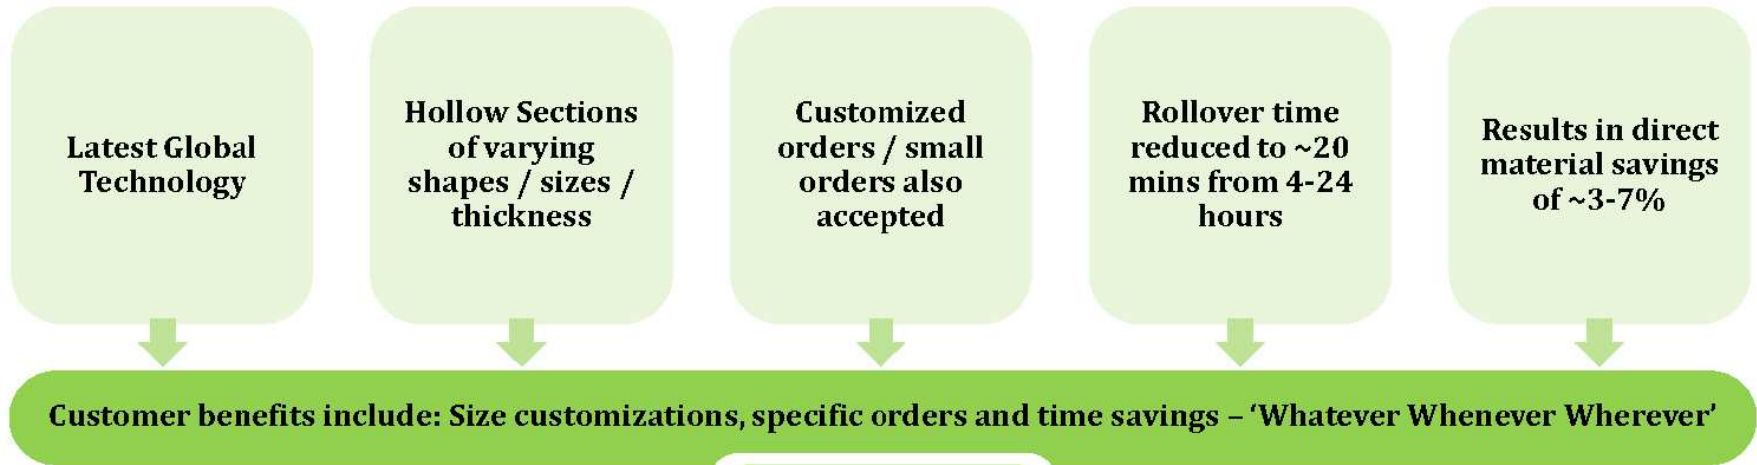 Latest Global
Technology
Hollow Sections
of varying
shapes / sizes /
thickness
Customized
orders / small
orders also
accepted
Rollover time
reduced to ~20
mins from 4-24
hours
Results in direct
material savings
of ~3-7%
Customer benefits include: Size customizations, specific orders and time savings – ‘Whatever Whenever Wherever’